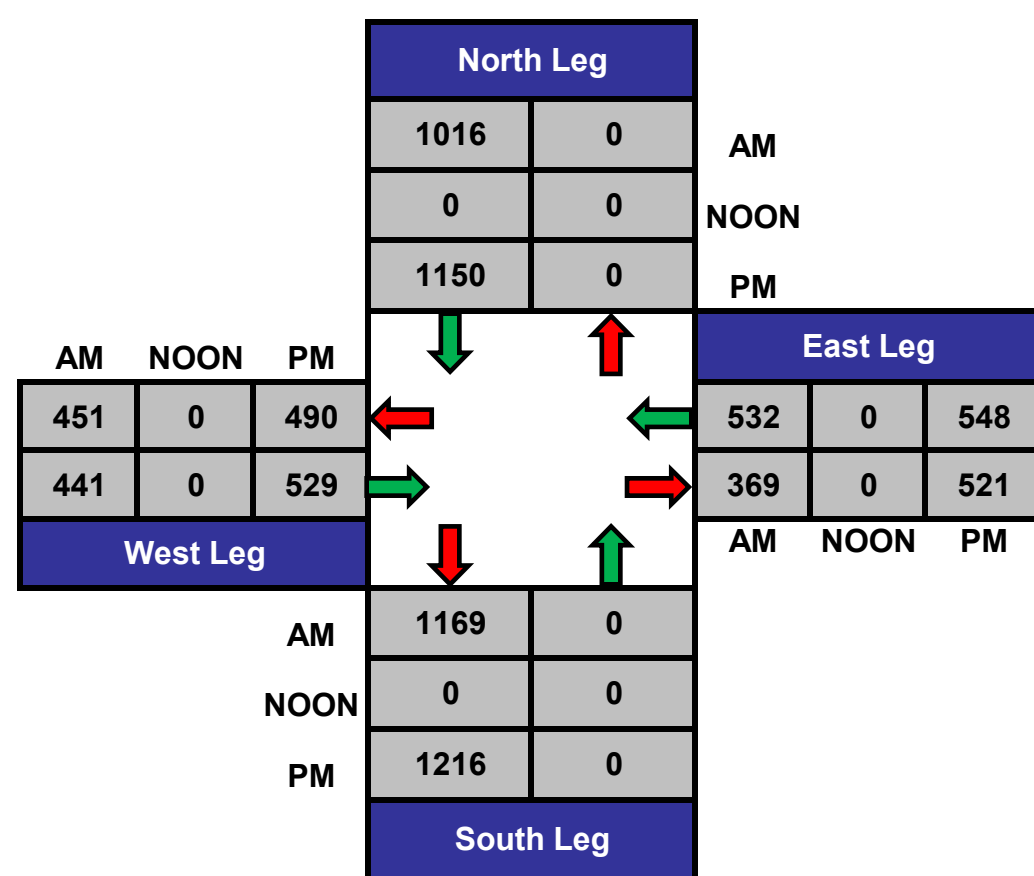 North Leg
1016 0 AM
0 0 NOON
1150 0 PM
East Leg
AM NOON PM
451 0 490
532 0 548
441 0 529
369 0 521
West Leg
AM NOON PM
AM 1169 0
NOON 0 0
PM 1216 0
South Leg